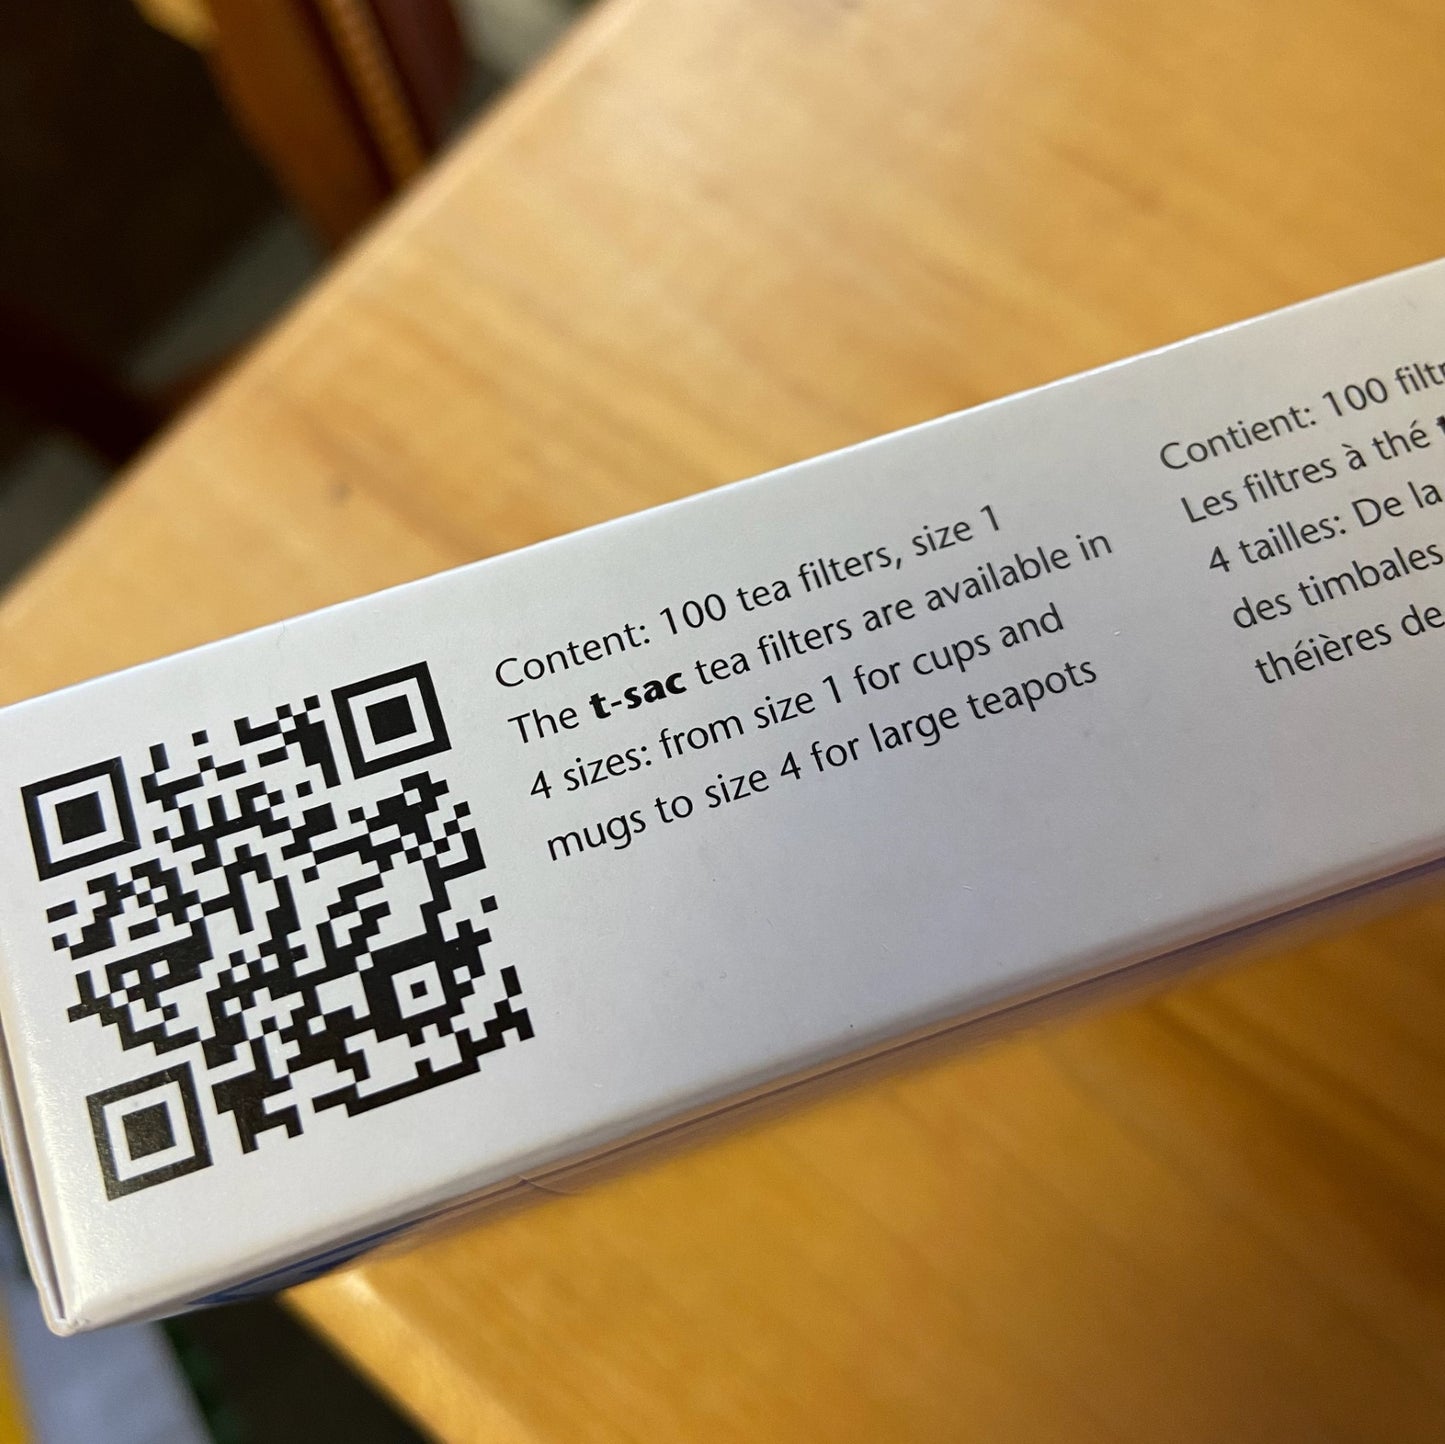 Content: 100 tea filters, size 1
The t-sac tea filters are available in
4 sizes: from size 1 for cups and
mugs to size 4 for large teapots
Contient: 100
Les filtres à thé
4 tailles: De la
des timbales
théières de